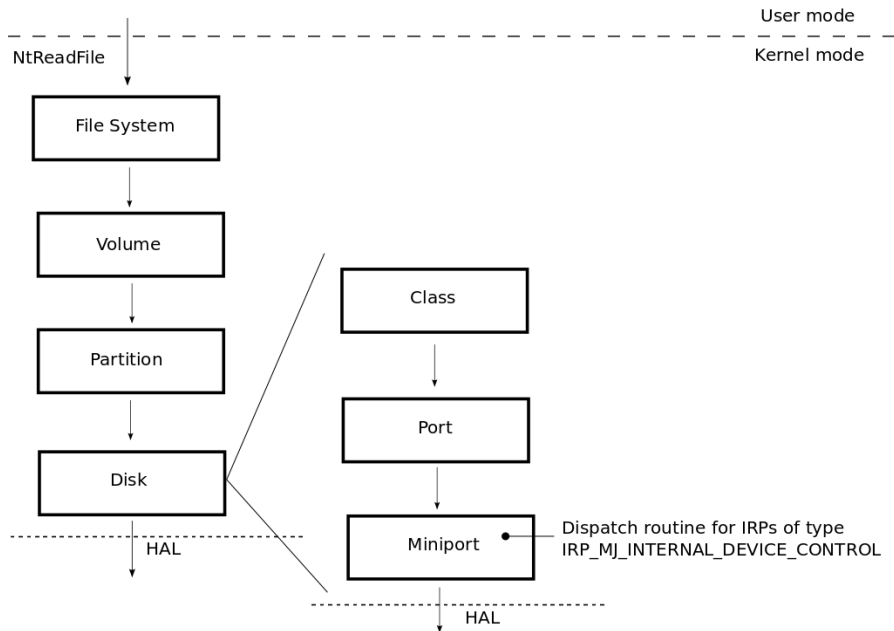 User mode
Kernel mode
NtReadFile
File System
Volume
Partition
Disk
HAL
Class
Port
Miniport
Dispatch routine for IRPs of type
IRP_MJ_INTERNAL_DEVICE_CONTROL
HAL